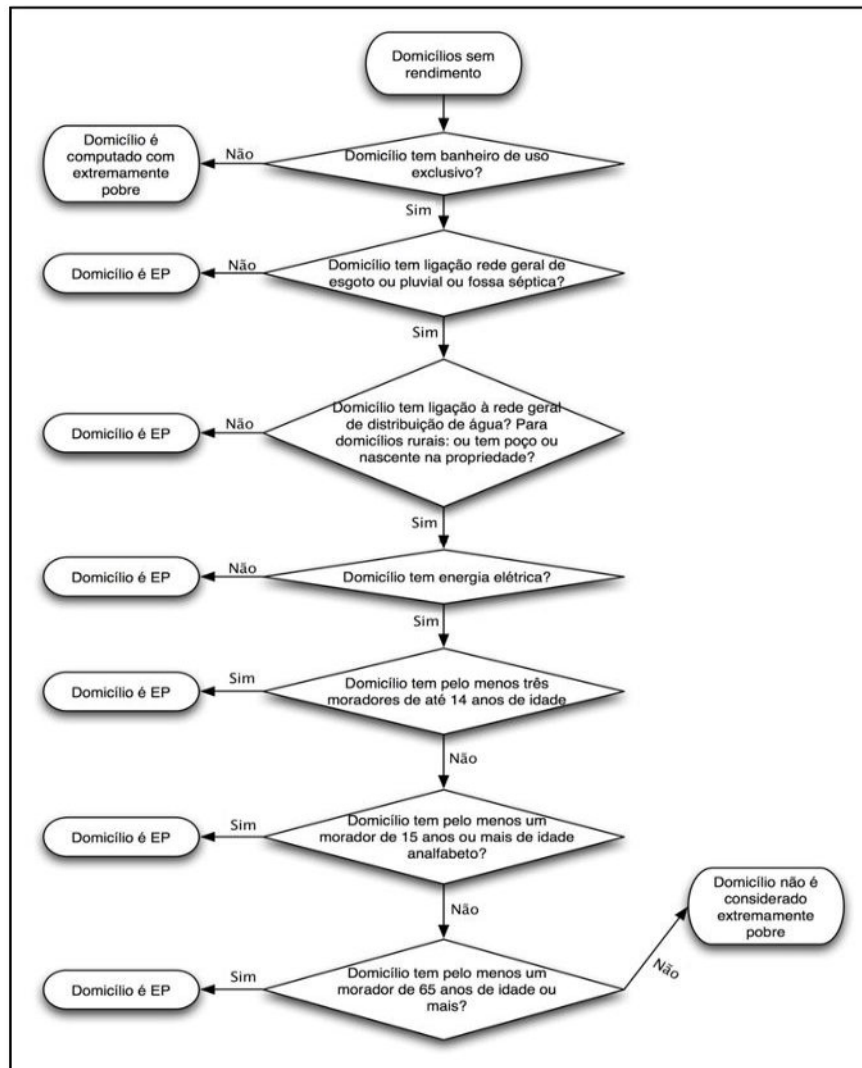 Domicílios sem
rendimento
Domicílio é
computado com
extremamente
pobre
Não
Domicílio tem banheiro de uso
exclusivo?
Sim
Domicílio é EP
Não
Domicílio tem ligação rede geral de
esgoto ou pluvial ou fossa séptica?
Sim
Domicílio é EP
Não
Domicílio tem ligação à rede geral
de distribuição de água? Para
domicílios rurais: ou tem poço ou
nascente na propriedade?
Sim
Domicílio é EP
Não
Domicílio tem energia elétrica?
Sim
Domicílio é EP
Sim
Domicílio tem pelo menos três
moradores de até 14 anos de idade
Não
Domicílio é EP
Sim
Domicílio tem pelo menos um
morador de 15 anos ou mais de idade
analfabeto?
Não
Domicílio não é
considerado
extremamente
pobre
Domicílio é EP
Sim
Domicílio tem pelo menos um
morador de 65 anos de idade ou
mais?
Não